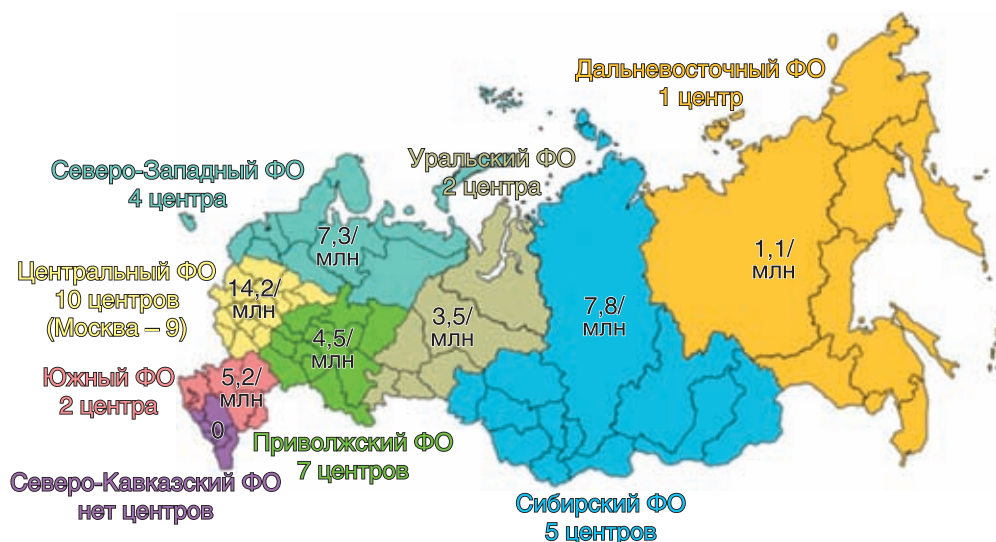 Дальневосточный ФО
1 центр
Уральский ФО
2 центра
Северо-Западный ФО
4 центра
7,3/
млн
1,1/
млн
Центральный ФО
10 центров
(Москва – 9)
14,2/
млн
7,8/
млн
3,5/
млн
4,5/
млн
Южный ФО
2 центра
5,2/
млн
0
Приволжский ФО
7 центров
Северо-Кавказский ФО
нет центров
Сибирский ФО
5 центров